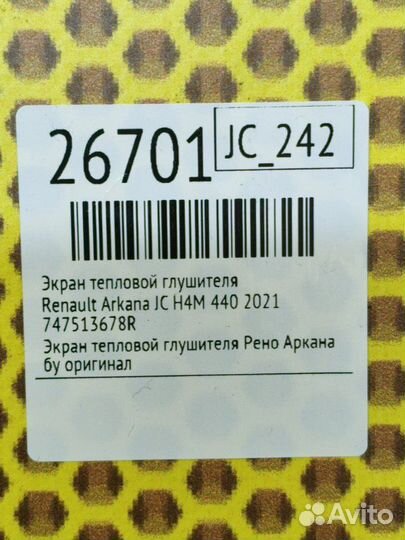 26701
JC_242
Экран тепловой глушителя
Renault Arkana JC H4M 440 2021
747513678R
Экран тепловой глушителя Рено Аркана
бу оригинал
Avito